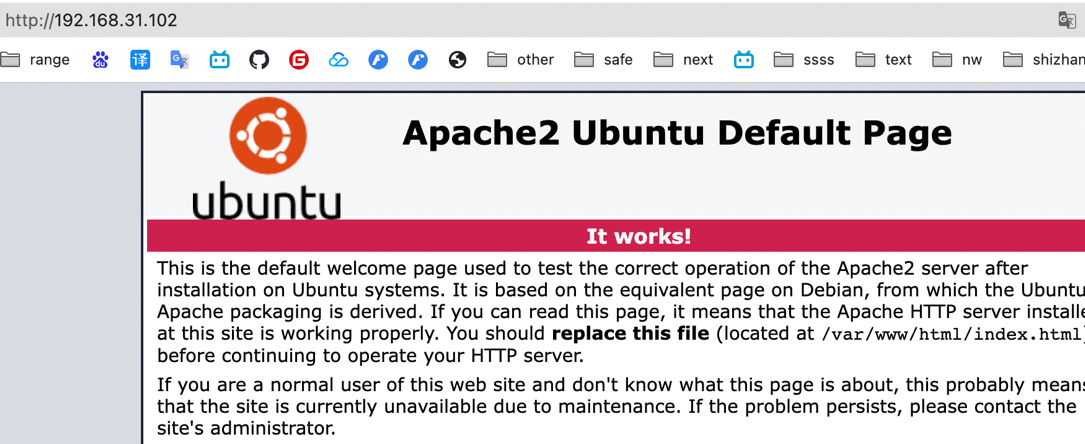 http://192.168.31.102
range 译 G other safe next ssss text nw shizhan
Apache2 Ubuntu Default Page
ubuntu
It works!
This is the default welcome page used to test the correct operation of the Apache2 server after
installation on Ubuntu systems. It is based on the equivalent page on Debian, from which the Ubuntu
Apache packaging is derived. If you can read this page, it means that the Apache HTTP server installe
at this site is working properly. You should replace this file (located at /var/www/html/index.html)
before continuing to operate your HTTP server.
If you are a normal user of this web site and don't know what this page is about, this probably means
that the site is currently unavailable due to maintenance. If the problem persists, please contact the
site's administrator.